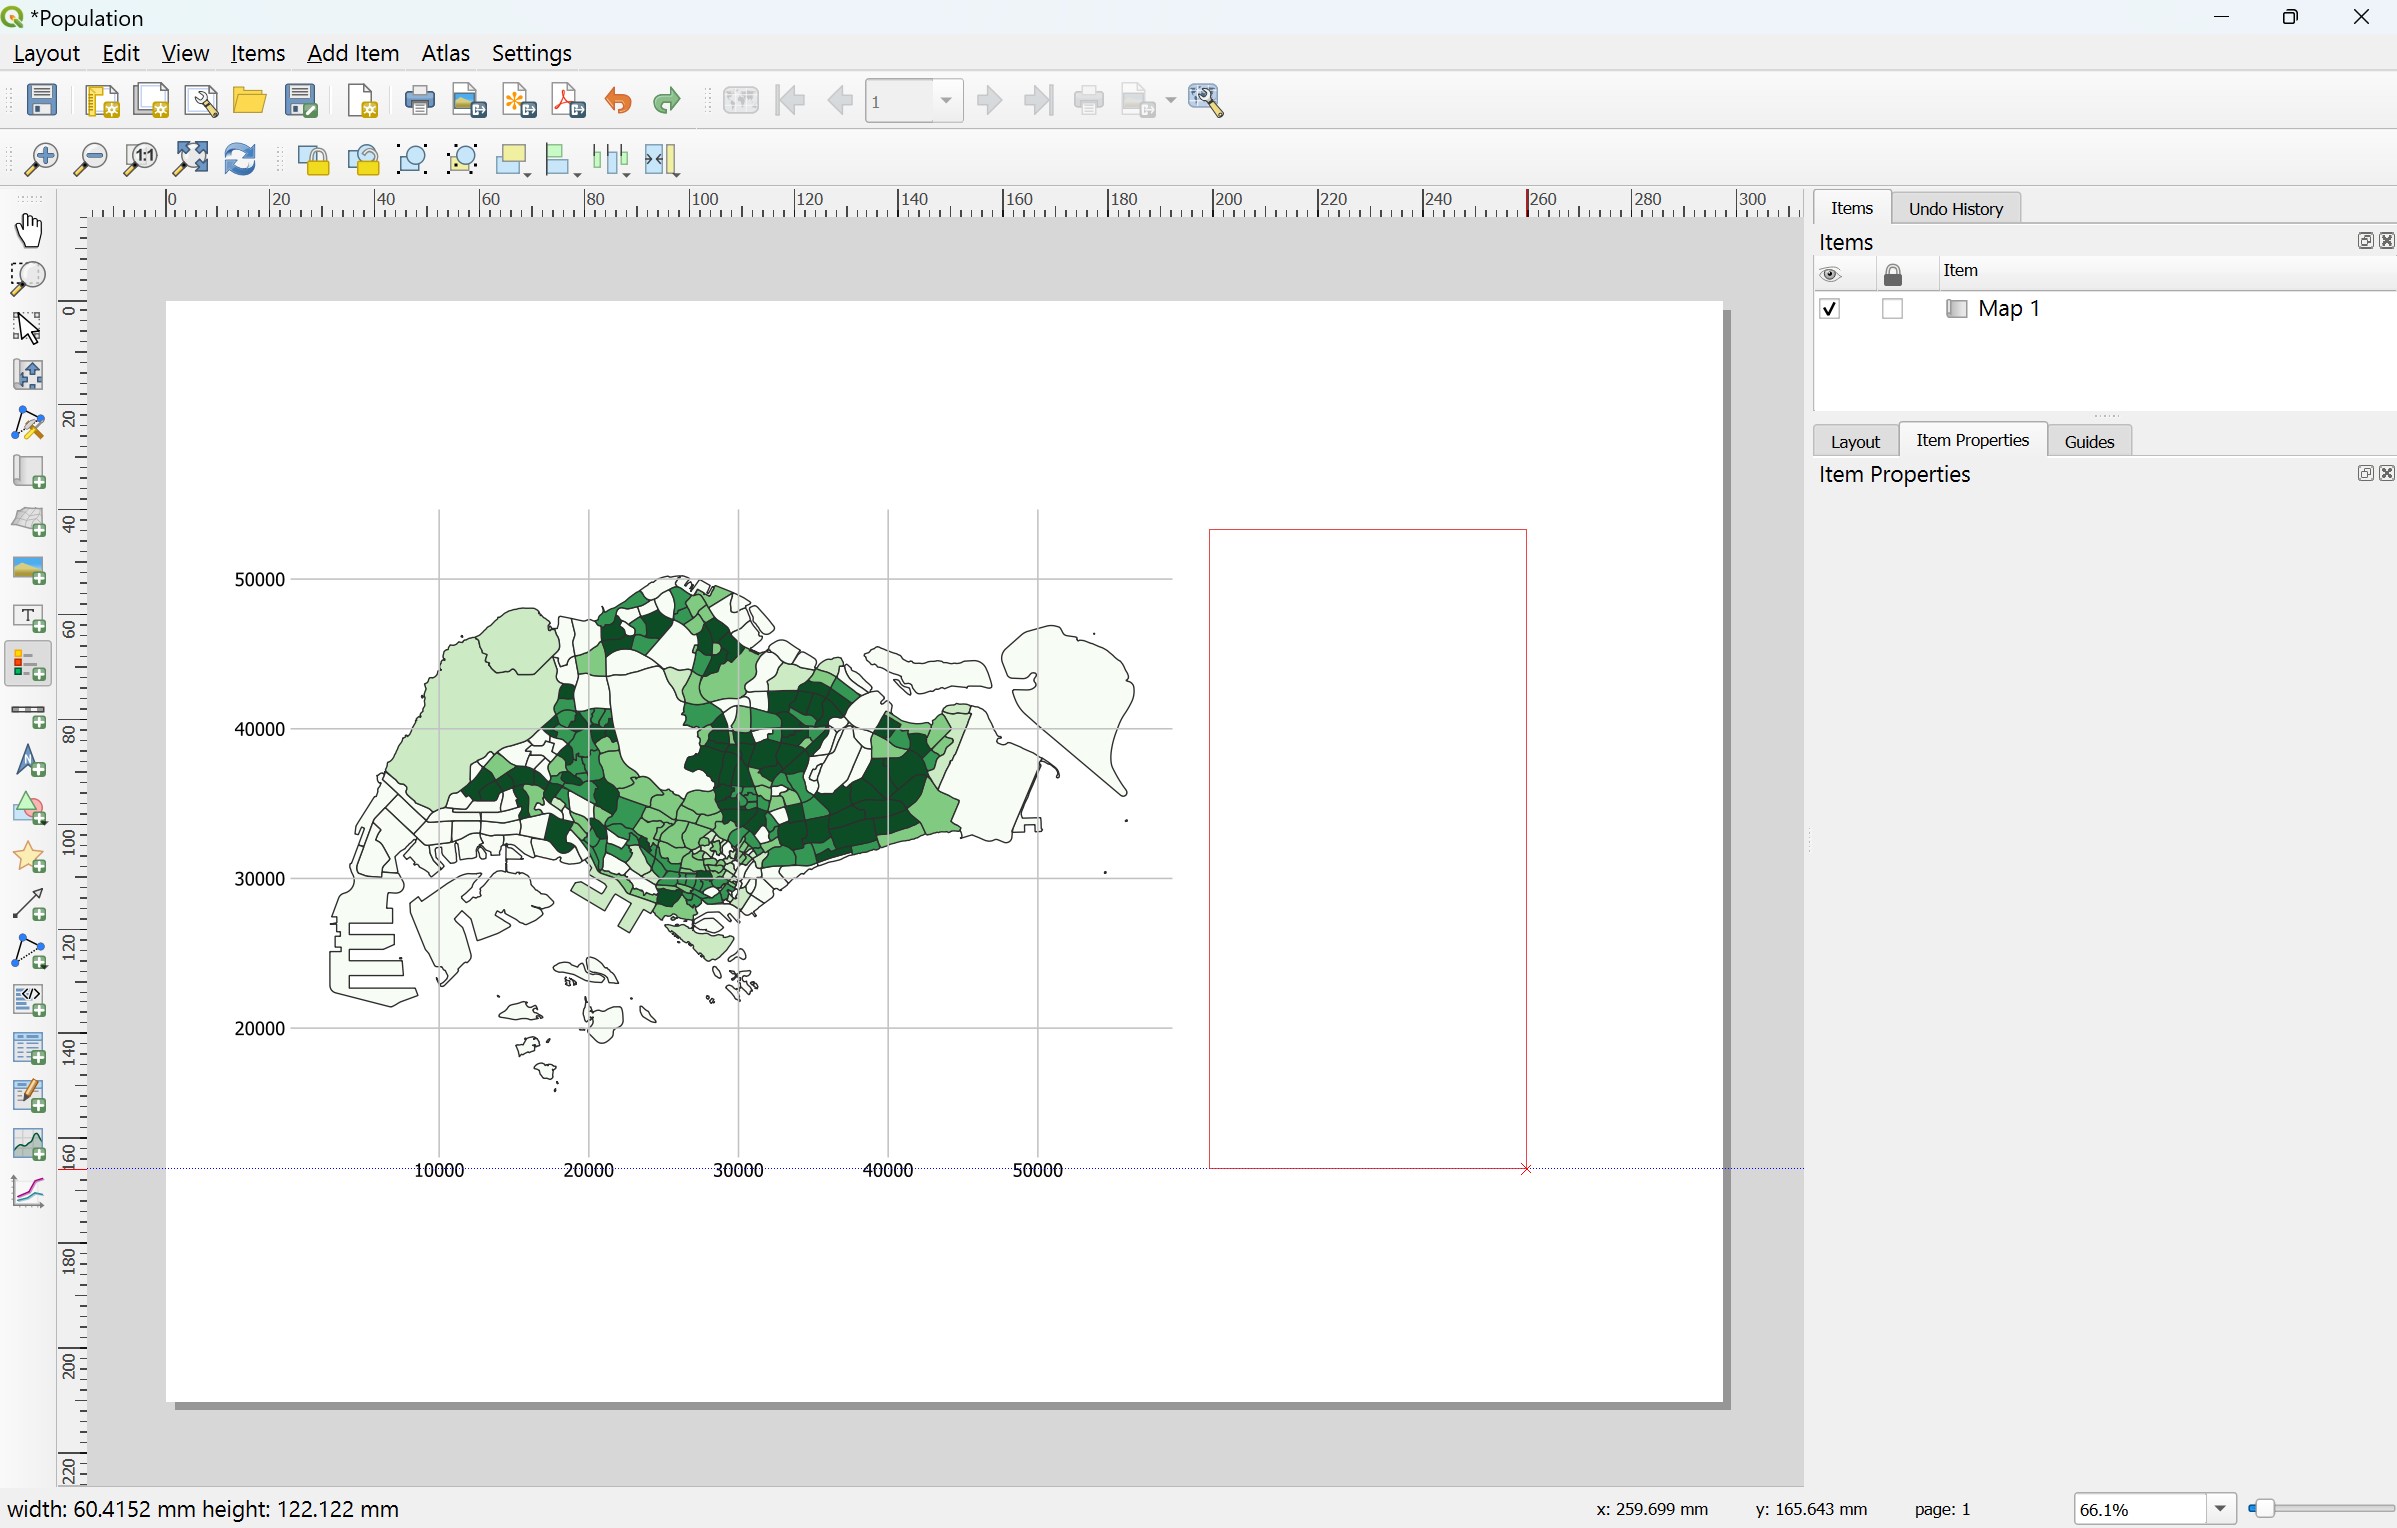 *Population
Layout Edit View Items Add Item Atlas Settings
1
1:1
0 20 40 60 80 100 120 140 160 180 200 220 240 260 280 300
Items Undo History
Items
Item
Map 1
Layout Item Properties Guides
Item Properties
0
20
40
60
80
100
120
140
160
180
200
220
50000
40000
30000
20000
10000 20000 30000 40000 50000
T
width: 60.4152 mm height: 122.122 mm x: 259.699 mm y: 165.643 mm page: 1 66.1%